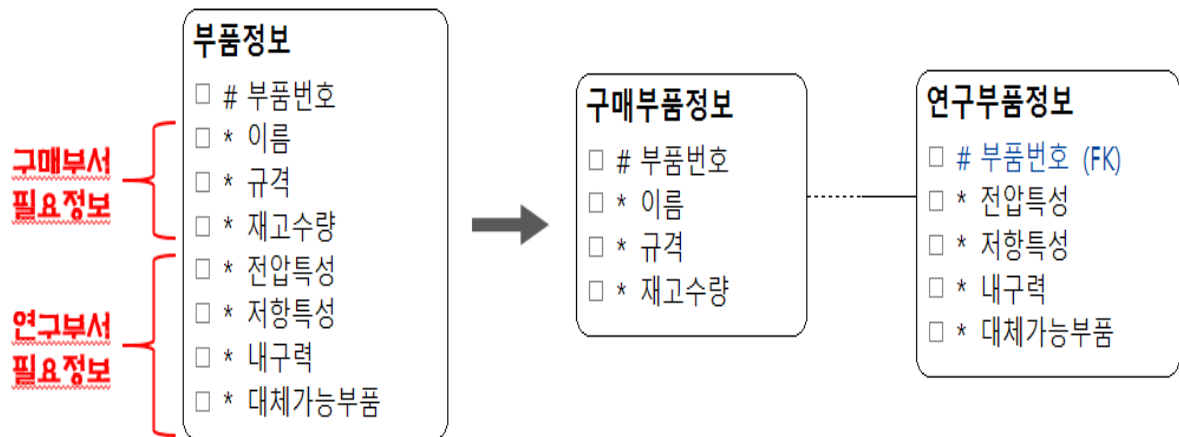 부품정보
□ # 부품번호
□ * 이름
□ * 규격
□ * 재고수량
□ * 전압특성
□ * 저항특성
□ * 내구력
□ * 대체가능부품
구매부서
필요정보
연구부서
필요정보
구매부품정보
□ # 부품번호
□ * 이름
□ * 규격
□ * 재고수량
연구부품정보
□ # 부품번호 (FK)
□ * 전압특성
□ * 저항특성
□ * 내구력
□ * 대체가능부품